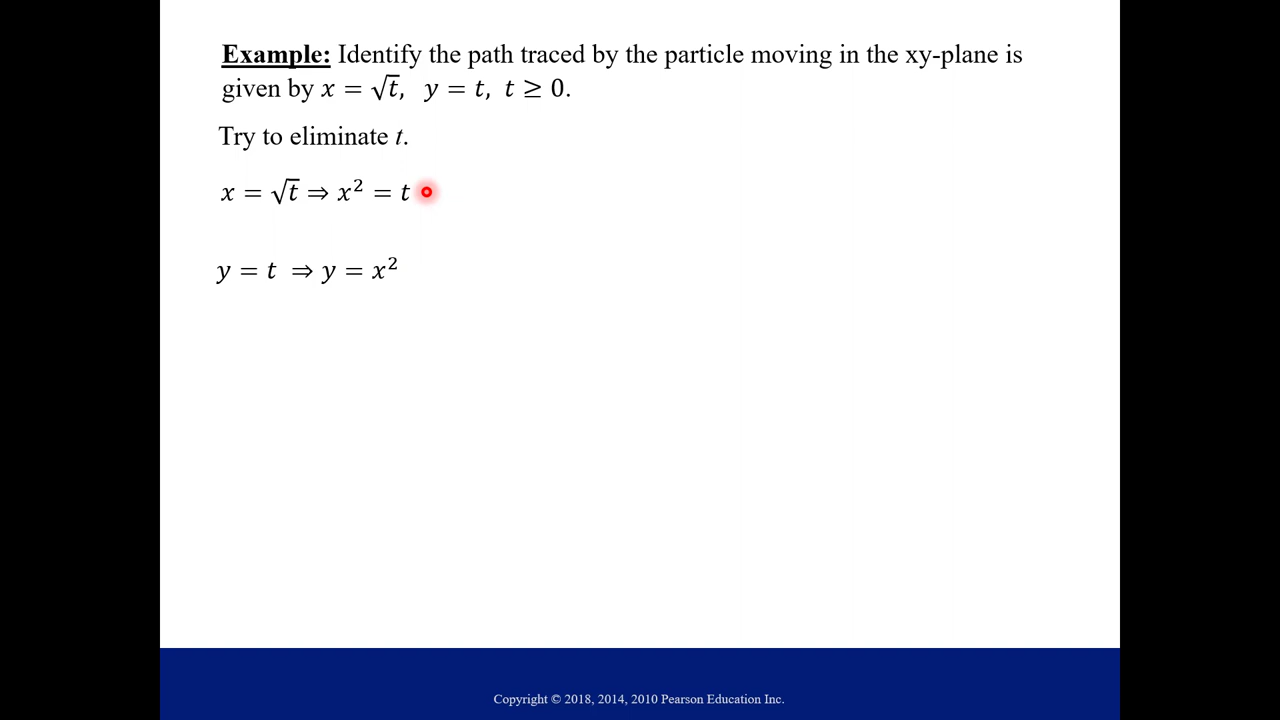 Example: Identify the path traced by the particle moving in the xy-plane is
given by x = √t, y = t, t ≥ 0.
Try to eliminate t.
x = √t ⇒ x² = t
y = t ⇒ y = x²
Copyright © 2018, 2014, 2010 Pearson Education Inc.